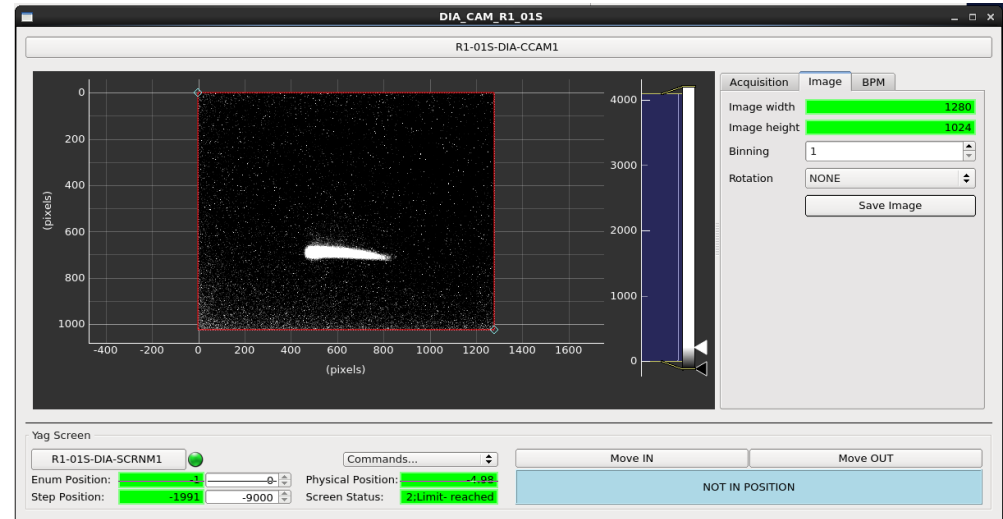 DIA_CAM_R1_01S
R1-01S-DIA-CCAM1
Acquisition Image BPM
Image width 1280
Image height 1024
Binning 1
Rotation NONE
Save Image
0
200
400
600
800
1000
(pixels)
-400 -200 0 200 400 600 800 1000 1200 1400 1600
(pixels)
4000
3000
2000
1000
0
Yag Screen
R1-01S-DIA-SCRNM1 Commands... Move IN Move OUT
Enum Position: -1 0 Physical Position: -4.98
Step Position: -1991 -9000 Screen Status: 2;Limit- reached
NOT IN POSITION